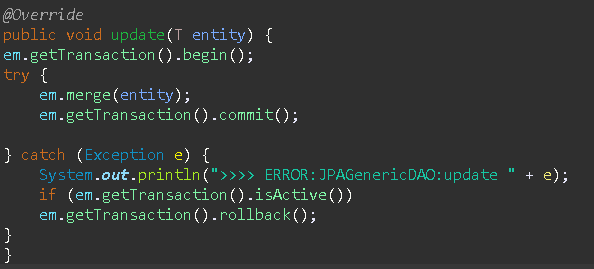 @Override
public void update(T entity) {
em.getTransaction().begin();
try {
    em.merge(entity);
    em.getTransaction().commit();

} catch (Exception e) {
    System.out.println(">>>> ERROR:JPAGenericDAO:update " + e);
    if (em.getTransaction().isActive())
    em.getTransaction().rollback();
}
}